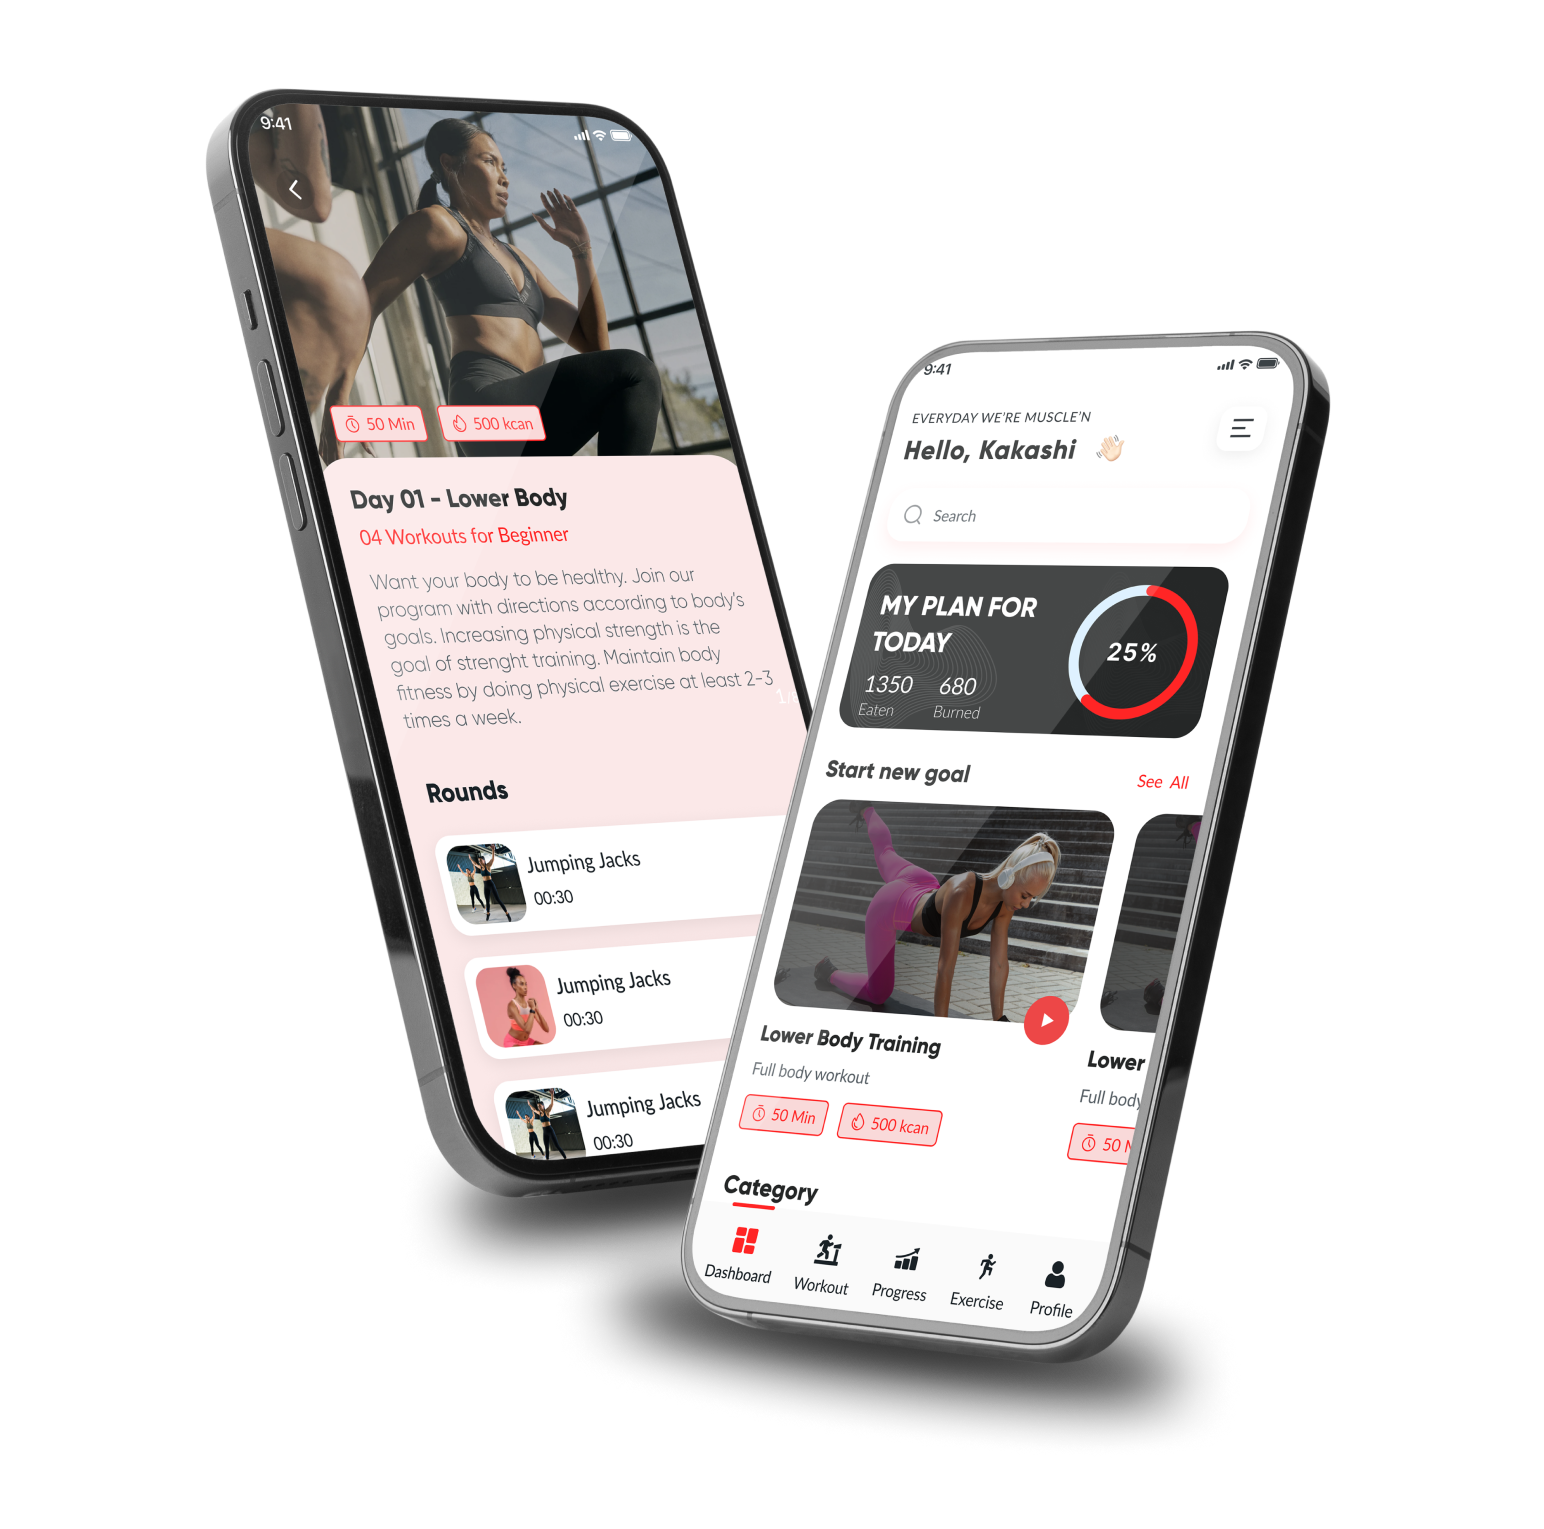 9:41
50 Min
500 kcan
Day 01 - Lower Body
04 Workouts for Beginner
Want your body to be healthy. Join our
program with directions according to body's
goals. Increasing physical strength is the
goal of strenght training. Maintain body
fitness by doing physical exercise at least 2-3
times a week.
Rounds
Jumping Jacks
00:30
Jumping Jacks
00:30
Jumping Jacks
00:30
9:41
EVERYDAY WE'RE MUSCLE'N
Hello, Kakashi 👋🏻
Search
MY PLAN FOR
TODAY
1350 680
Eaten Burned
25%
Start new goal
See All
Lower Body Training
Full body workout
50 Min
500 kcan
Lower
Full body
50 M
Category
Dashboard
Workout
Progress
Exercise
Profile